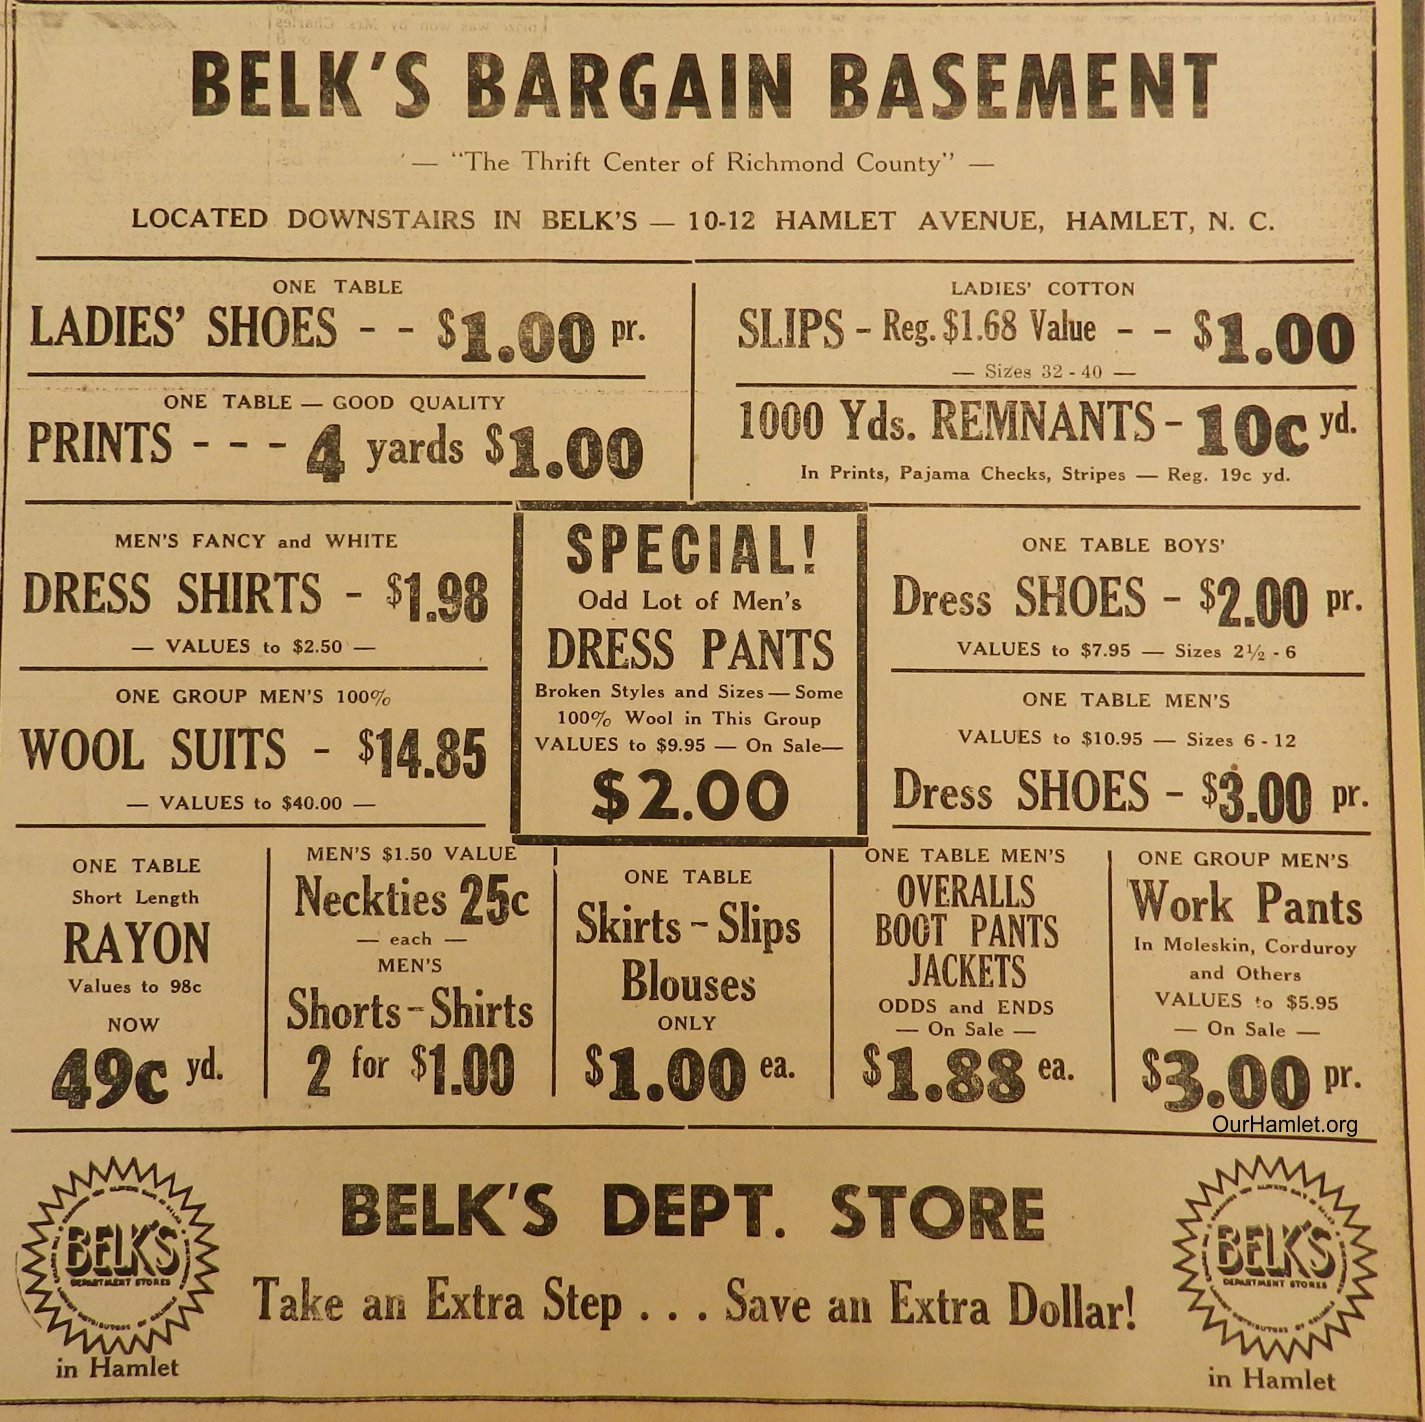 BELK'S BARGAIN BASEMENT
— "The Thrift Center of Richmond County" —
LOCATED DOWNSTAIRS IN BELK'S — 10-12 HAMLET AVENUE, HAMLET, N. C.
ONE TABLE
LADIES' SHOES - - $1.00 pr.
ONE TABLE — GOOD QUALITY
PRINTS - - - 4 yards $1.00
LADIES' COTTON
SLIPS - Reg. $1.68 Value - - $1.00
— Sizes 32 - 40 —
1000 Yds. REMNANTS - 10c yd.
In Prints, Pajama Checks, Stripes — Reg. 19c yd.
MEN'S FANCY and WHITE
DRESS SHIRTS - $1.98
— VALUES to $2.50 —
ONE GROUP MEN'S 100%
WOOL SUITS - $14.85
— VALUES to $40.00 —
SPECIAL!
Odd Lot of Men's
DRESS PANTS
Broken Styles and Sizes — Some
100% Wool in This Group
VALUES to $9.95 — On Sale—
$2.00
ONE TABLE BOYS'
Dress SHOES - $2.00 pr.
VALUES to $7.95 — Sizes 2½ - 6
ONE TABLE MEN'S
VALUES to $10.95 — Sizes 6 - 12
Dress SHOES - $3.00 pr.
ONE TABLE
Short Length
RAYON
Values to 98c
NOW
49c yd.
MEN'S $1.50 VALUE
Neckties 25c
— each —
MEN'S
Shorts - Shirts
2 for $1.00
ONE TABLE
Skirts - Slips
Blouses
ONLY
$1.00 ea.
ONE TABLE MEN'S
OVERALLS
BOOT PANTS
JACKETS
ODDS and ENDS
— On Sale —
$1.88 ea.
ONE GROUP MEN'S
Work Pants
In Moleskin, Corduroy
and Others
VALUES to $5.95
— On Sale —
$3.00 pr.
OurHamlet.org
BELK'S
DEPARTMENT STORES
in Hamlet
BELK'S DEPT. STORE
Take an Extra Step . . . Save an Extra Dollar!
BELK'S
DEPARTMENT STORES
in Hamlet